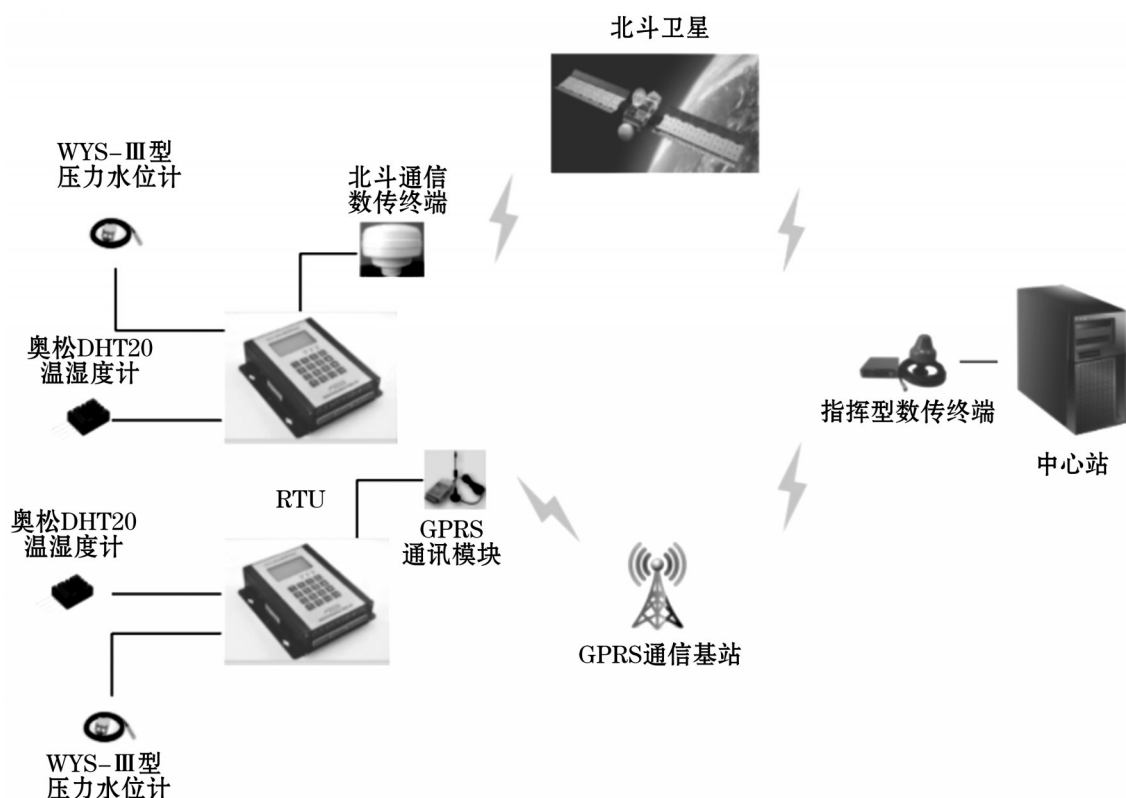 北斗卫星
WYS-Ⅲ型
压力水位计
北斗通信
数传终端
奥松DHT20
温湿度计
指挥型数传终端
中心站
RTU
奥松DHT20
温湿度计
GPRS
通讯模块
GPRS通信基站
WYS-Ⅲ型
压力水位计